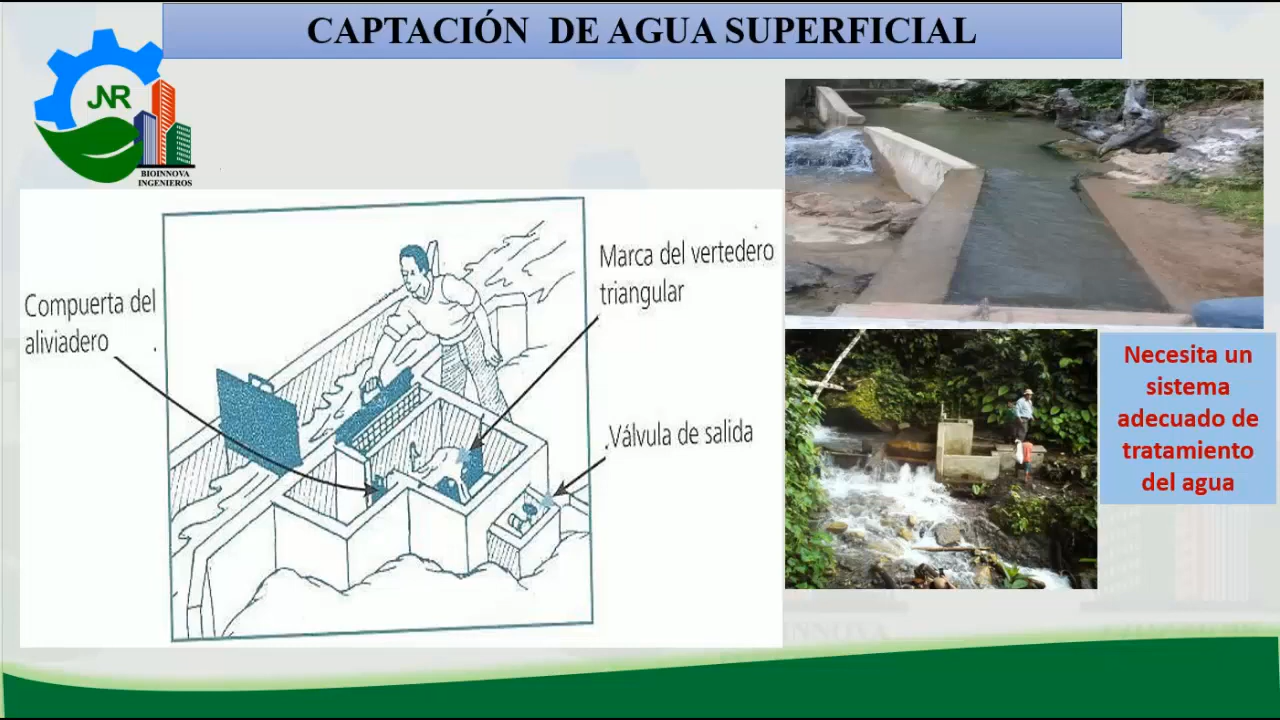 CAPTACIÓN DE AGUA SUPERFICIAL
JNR
BIOINNOVA
INGENIEROS
Compuerta del
aliviadero
Marca del vertedero
triangular
.Válvula de salida
Necesita un
sistema
adecuado de
tratamiento
del agua